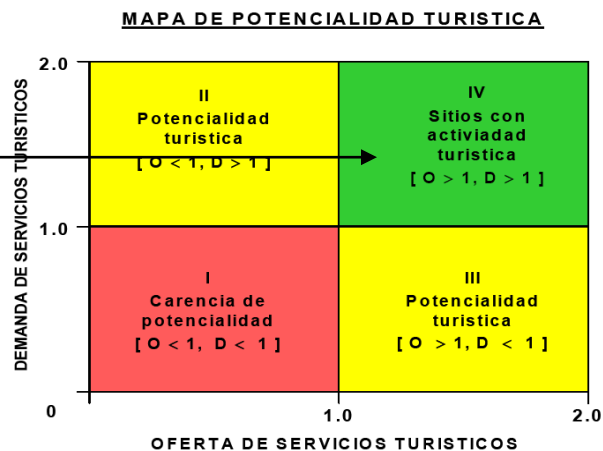 MAPA DE POTENCIALIDAD TURISTICA
DEMANDA DE SERVICIOS TURISTICOS
2.0
II
Potencialidad
turistica
[ O < 1, D > 1 ]
IV
Sitios con
activiadad
turistica
[ O > 1, D > 1 ]
1.0
I
Carencia de
potencialidad
[ O < 1, D < 1 ]
III
Potencialidad
turistica
[ O > 1, D < 1 ]
0
1.0
2.0
OFERTA DE SERVICIOS TURISTICOS